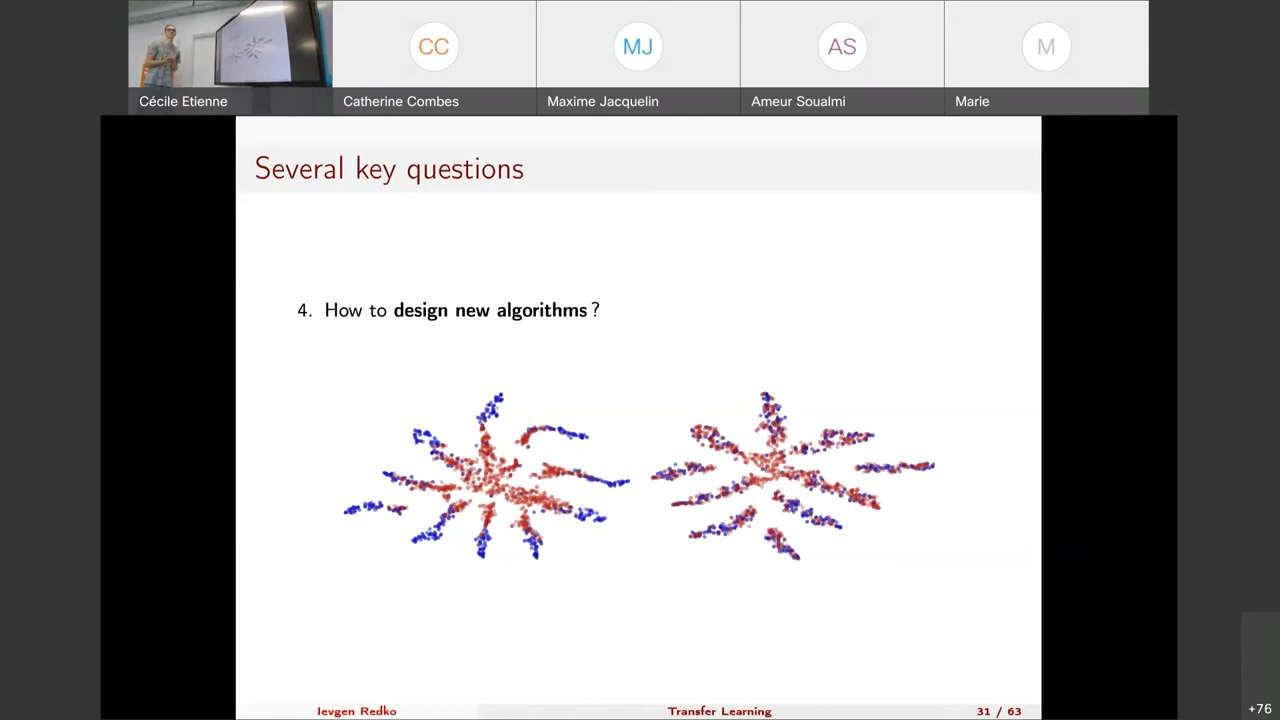 CC
MJ
AS
M
Cécile Etienne
Catherine Combes
Maxime Jacquelin
Ameur Soualmi
Marie
Several key questions
4. How to design new algorithms ?
Ievgen Redko
Transfer Learning
31 / 63
+76